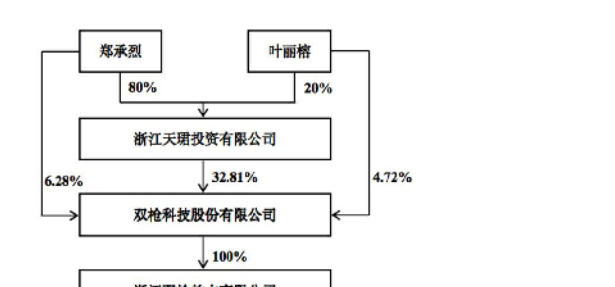 郑承烈
叶丽榕
80%
20%
浙江天珺投资有限公司
6.28%
32.81%
4.72%
双枪科技股份有限公司
100%